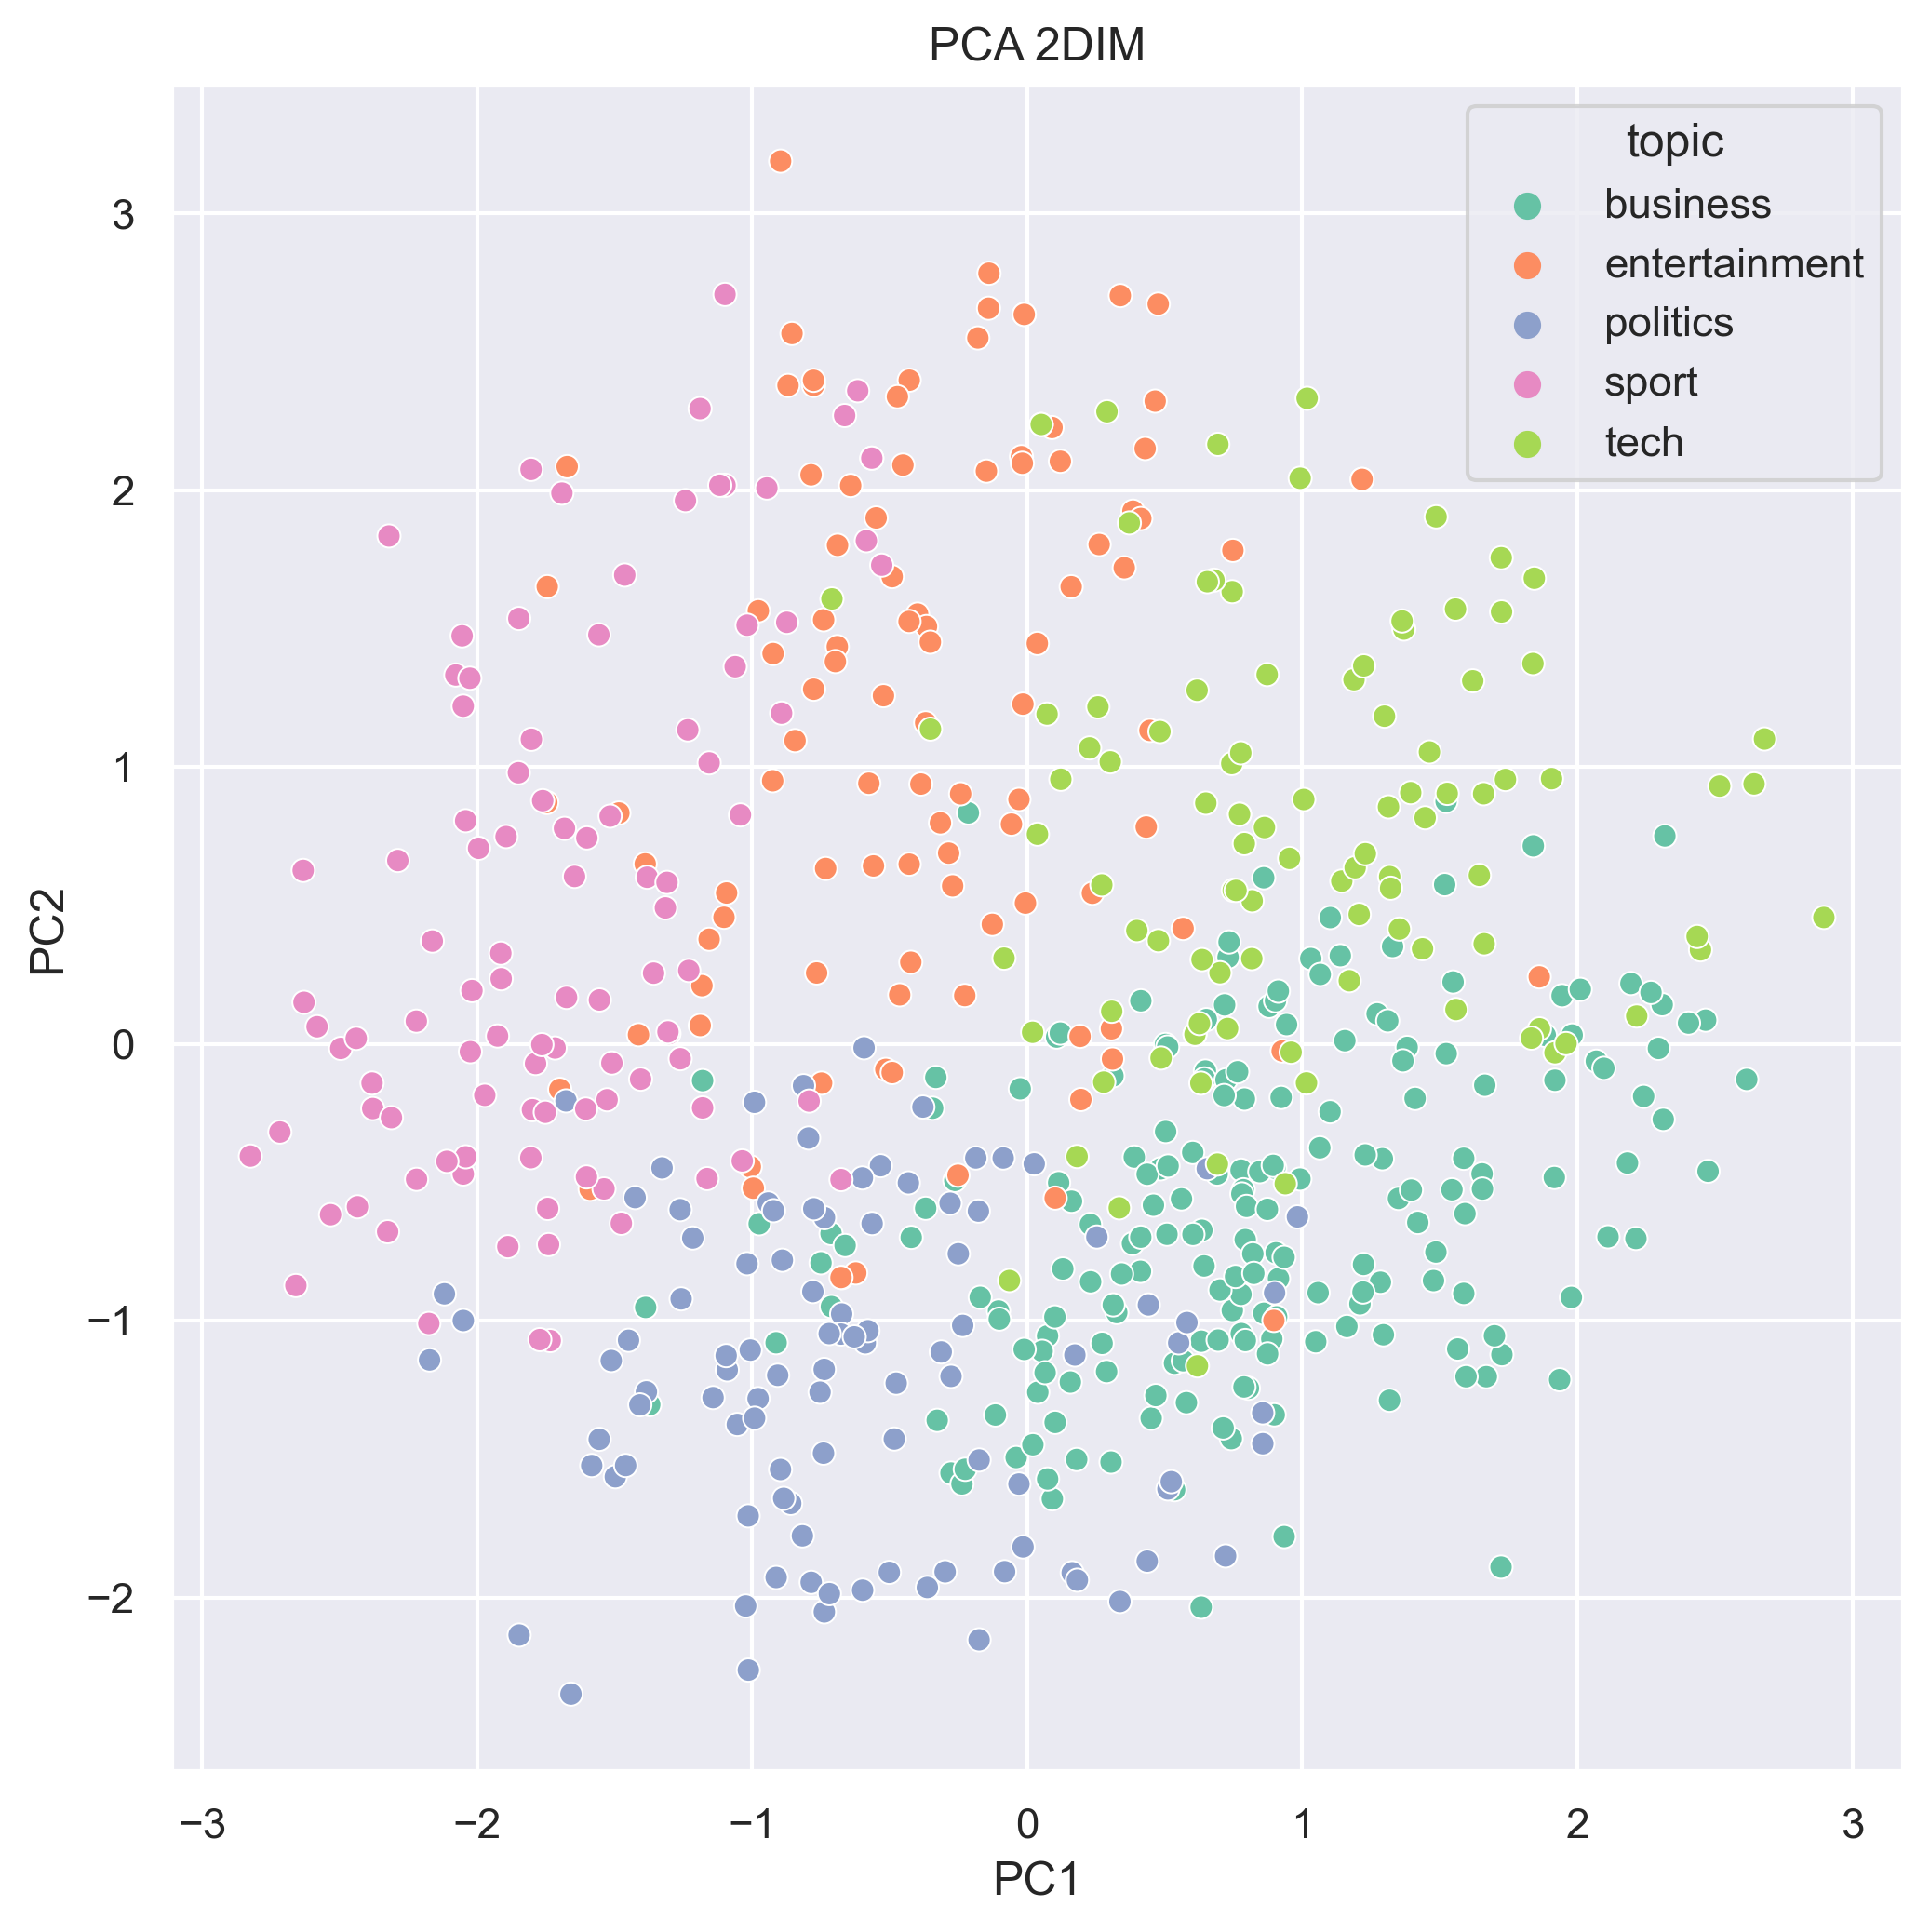 PCA 2DIM
topic
business
entertainment
politics
sport
tech
3
2
1
0
−1
−2
PC2
−3
−2
−1
0
1
2
3
PC1